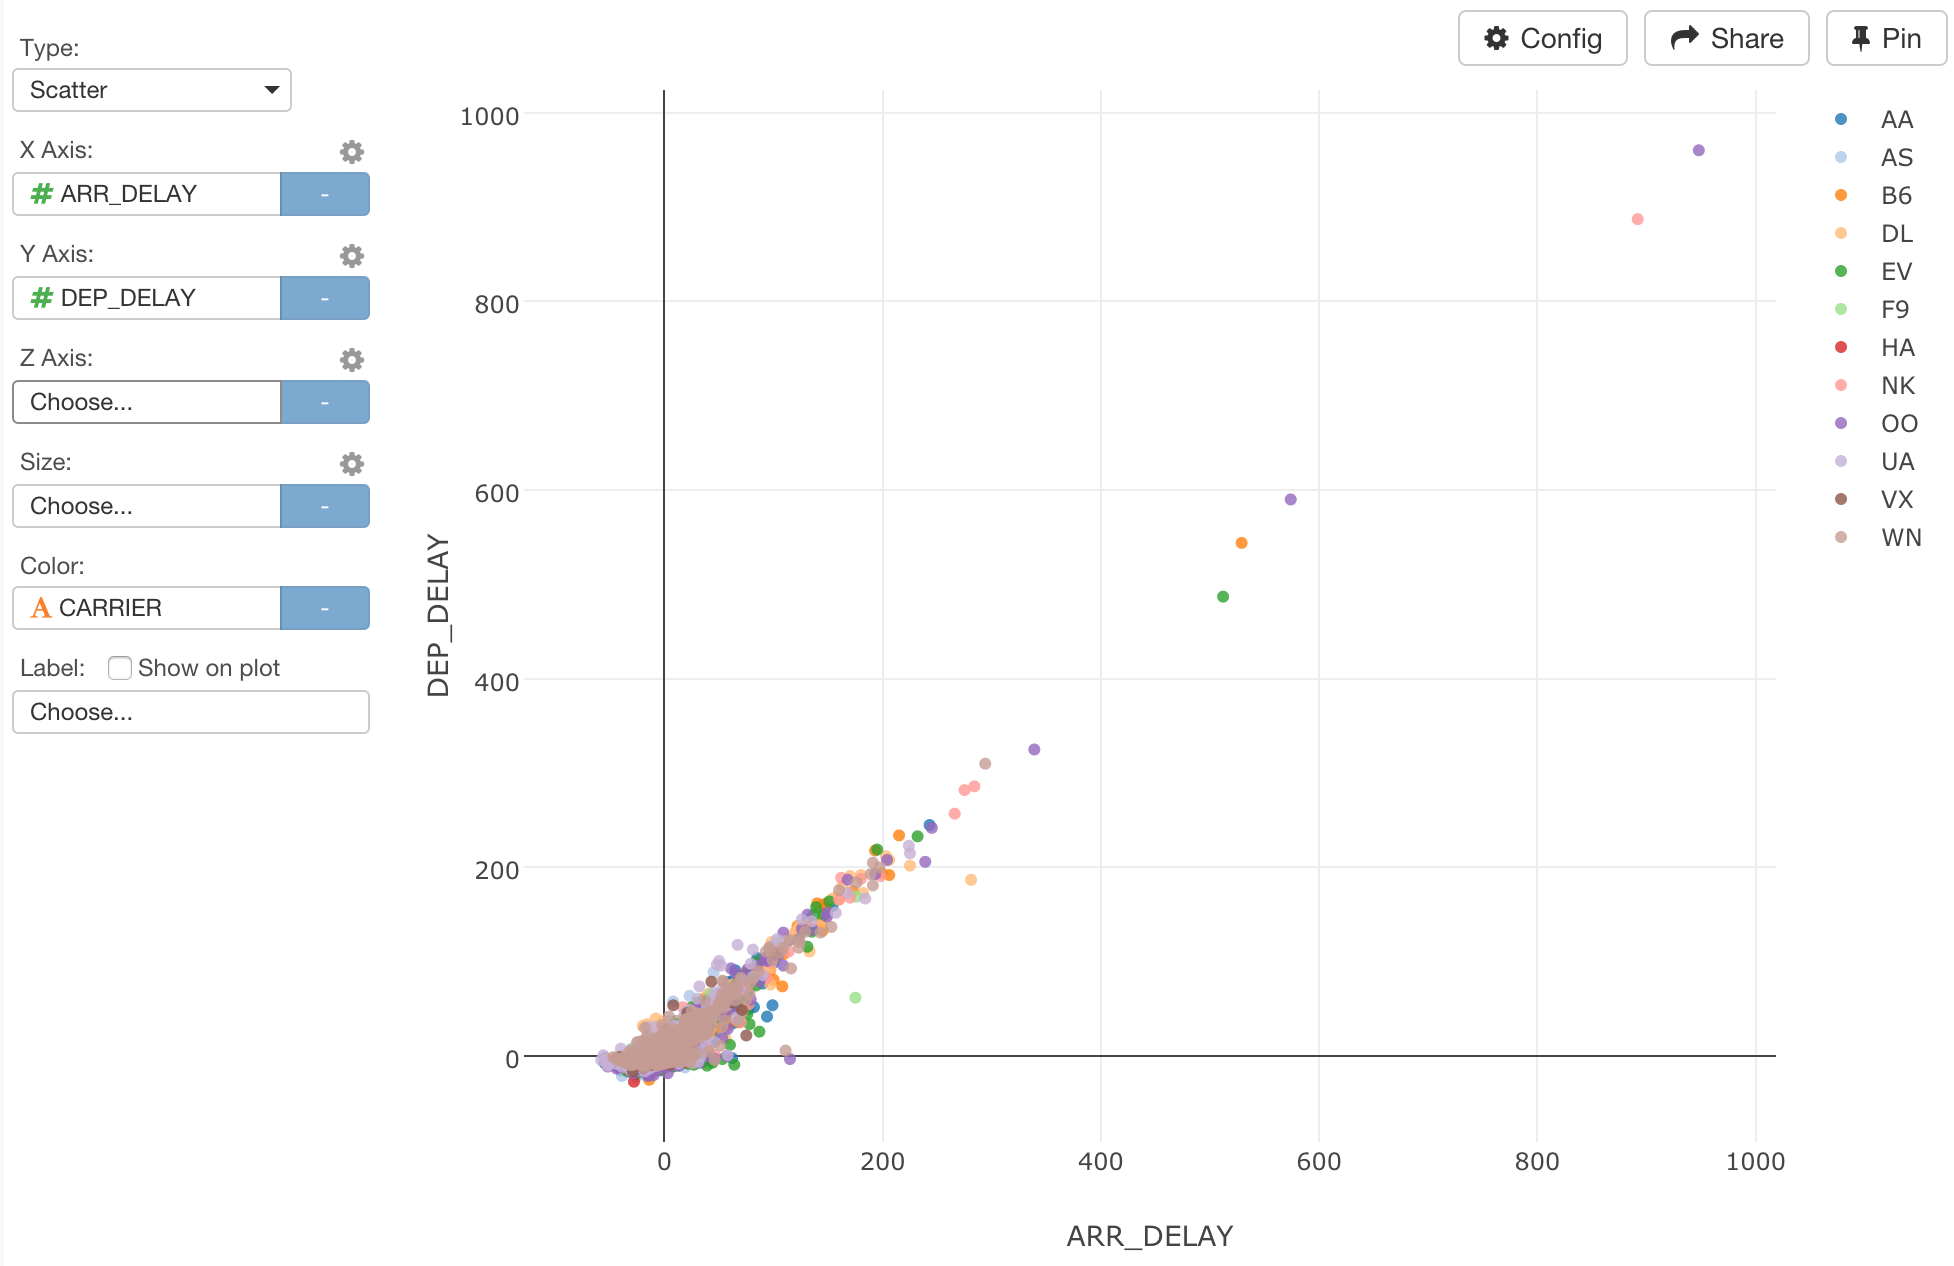 Config
Share
Pin
Type:
Scatter
X Axis:
# ARR_DELAY -
Y Axis:
# DEP_DELAY -
Z Axis:
Choose... -
Size:
Choose... -
Color:
A CARRIER -
Label: Show on plot
Choose...
1000
800
600
400
200
0
DEP_DELAY
0 200 400 600 800 1000
ARR_DELAY
AA
AS
B6
DL
EV
F9
HA
NK
OO
UA
VX
WN